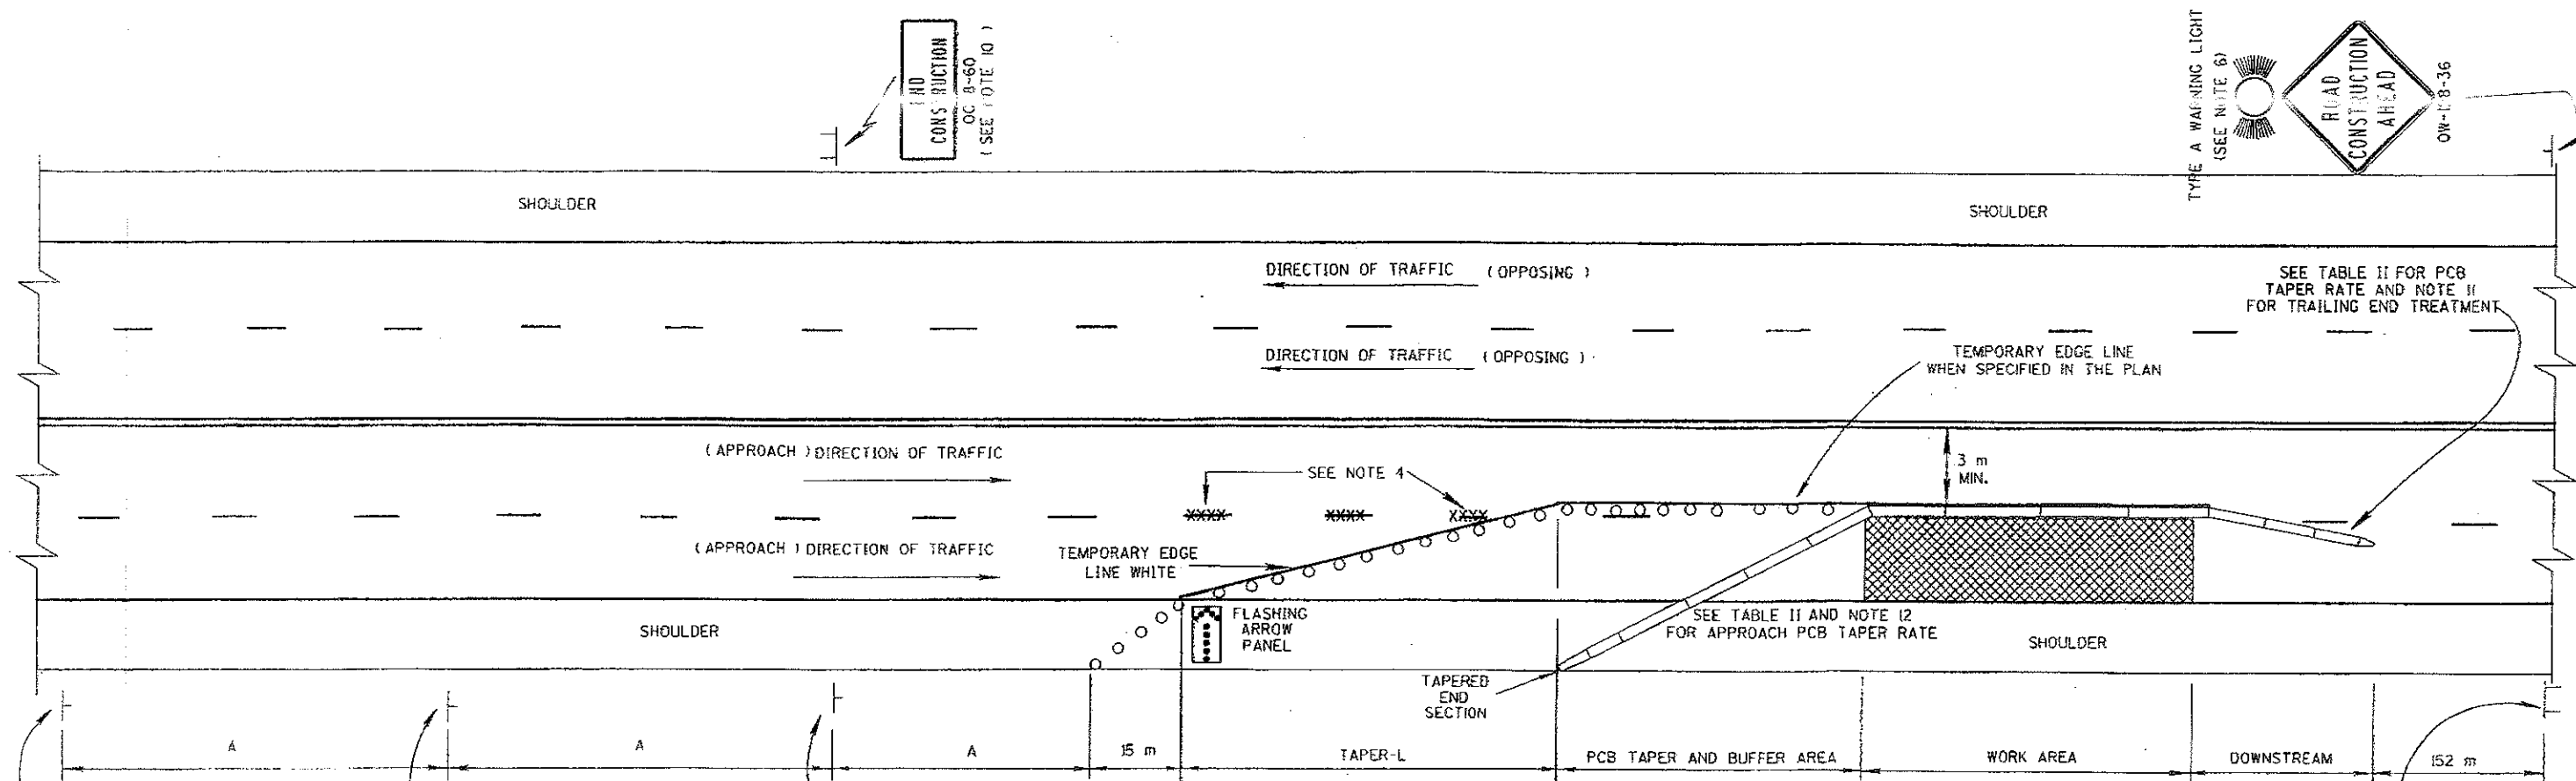 END
CONSTRUCTION
OC 8-60
( SEE NOTE 10 )
TYPE A WARNING LIGHT
(SEE NOTE 6)
ROAD
CONSTRUCTION
AHEAD
SHOULDER
SHOULDER
DIRECTION OF TRAFFIC ( OPPOSING )
SEE TABLE II FOR PCB
TAPER RATE AND NOTE 11
FOR TRAILING END TREATMENT
DIRECTION OF TRAFFIC ( OPPOSING )
TEMPORARY EDGE LINE
WHEN SPECIFIED IN THE PLAN
( APPROACH ) DIRECTION OF TRAFFIC
SEE NOTE 4
3 m
MIN.
XXXX XXXX XXXX
( APPROACH ) DIRECTION OF TRAFFIC
TEMPORARY EDGE
LINE WHITE
FLASHING
ARROW
PANEL
SEE TABLE II AND NOTE 12
FOR APPROACH PCB TAPER RATE
SHOULDER
SHOULDER
TAPERED
END
SECTION
A A A 15 m TAPER-L PCB TAPER AND BUFFER AREA WORK AREA DOWNSTREAM 152 m